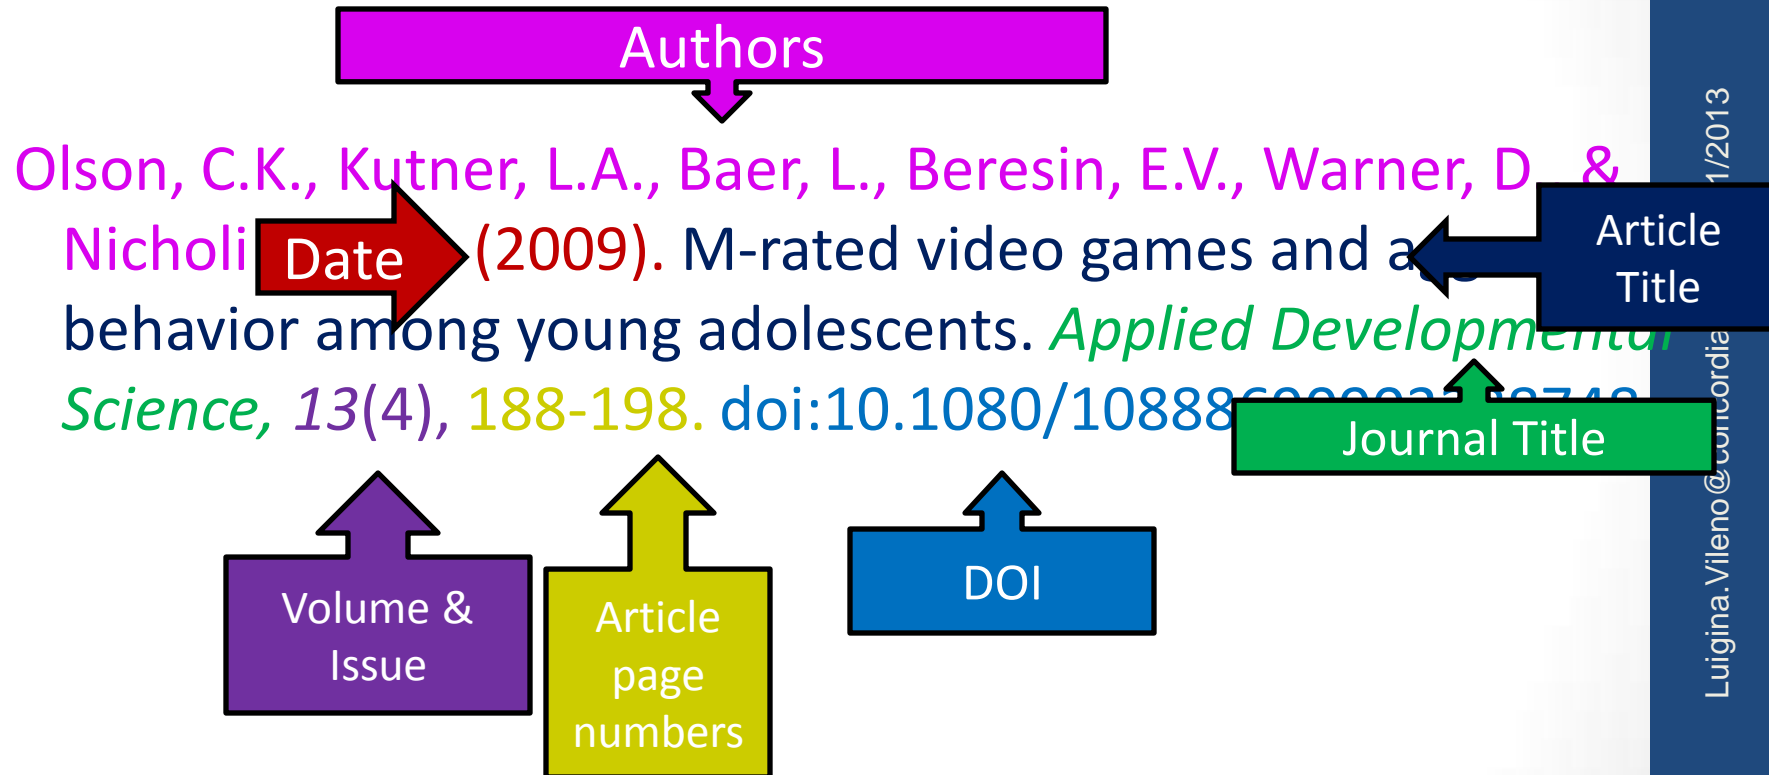 Authors
Olson, C.K., Kutner, L.A., Baer, L., Beresin, E.V., Warner, D &
Nicholi (2009). M-rated video games and
Date
Article
Title
behavior among young adolescents. Applied Developmental
Science, 13(4), 188-198. doi:10.1080/10888
Journal Title
Volume &
Issue
Article
page
numbers
DOI
Luigina.Vileno@concordia 1/2013